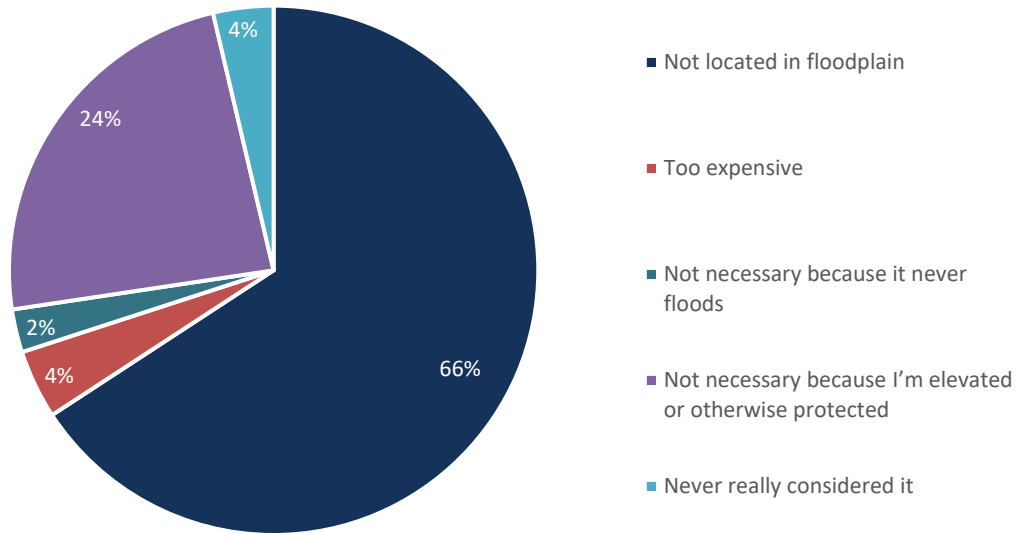 4%
24%
2%
4%
66%
Not located in floodplain
Too expensive
Not necessary because it never
floods
Not necessary because I’m elevated
or otherwise protected
Never really considered it